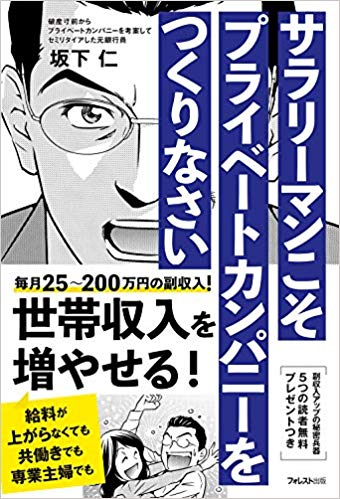 サラリーマンこそ
プライベートカンパニーを
つくりなさい
破産寸前から
プライベートカンパニーを考案して
セミリタイアした元銀行員
坂下 仁
毎月25〜200万円の副収入!
世帯収入を
増やせる!
給料が
上がらなくても
共働きでも
専業主婦でも
副収入アップの秘密兵器
5つの読者無料
プレゼントつき
フォレスト出版